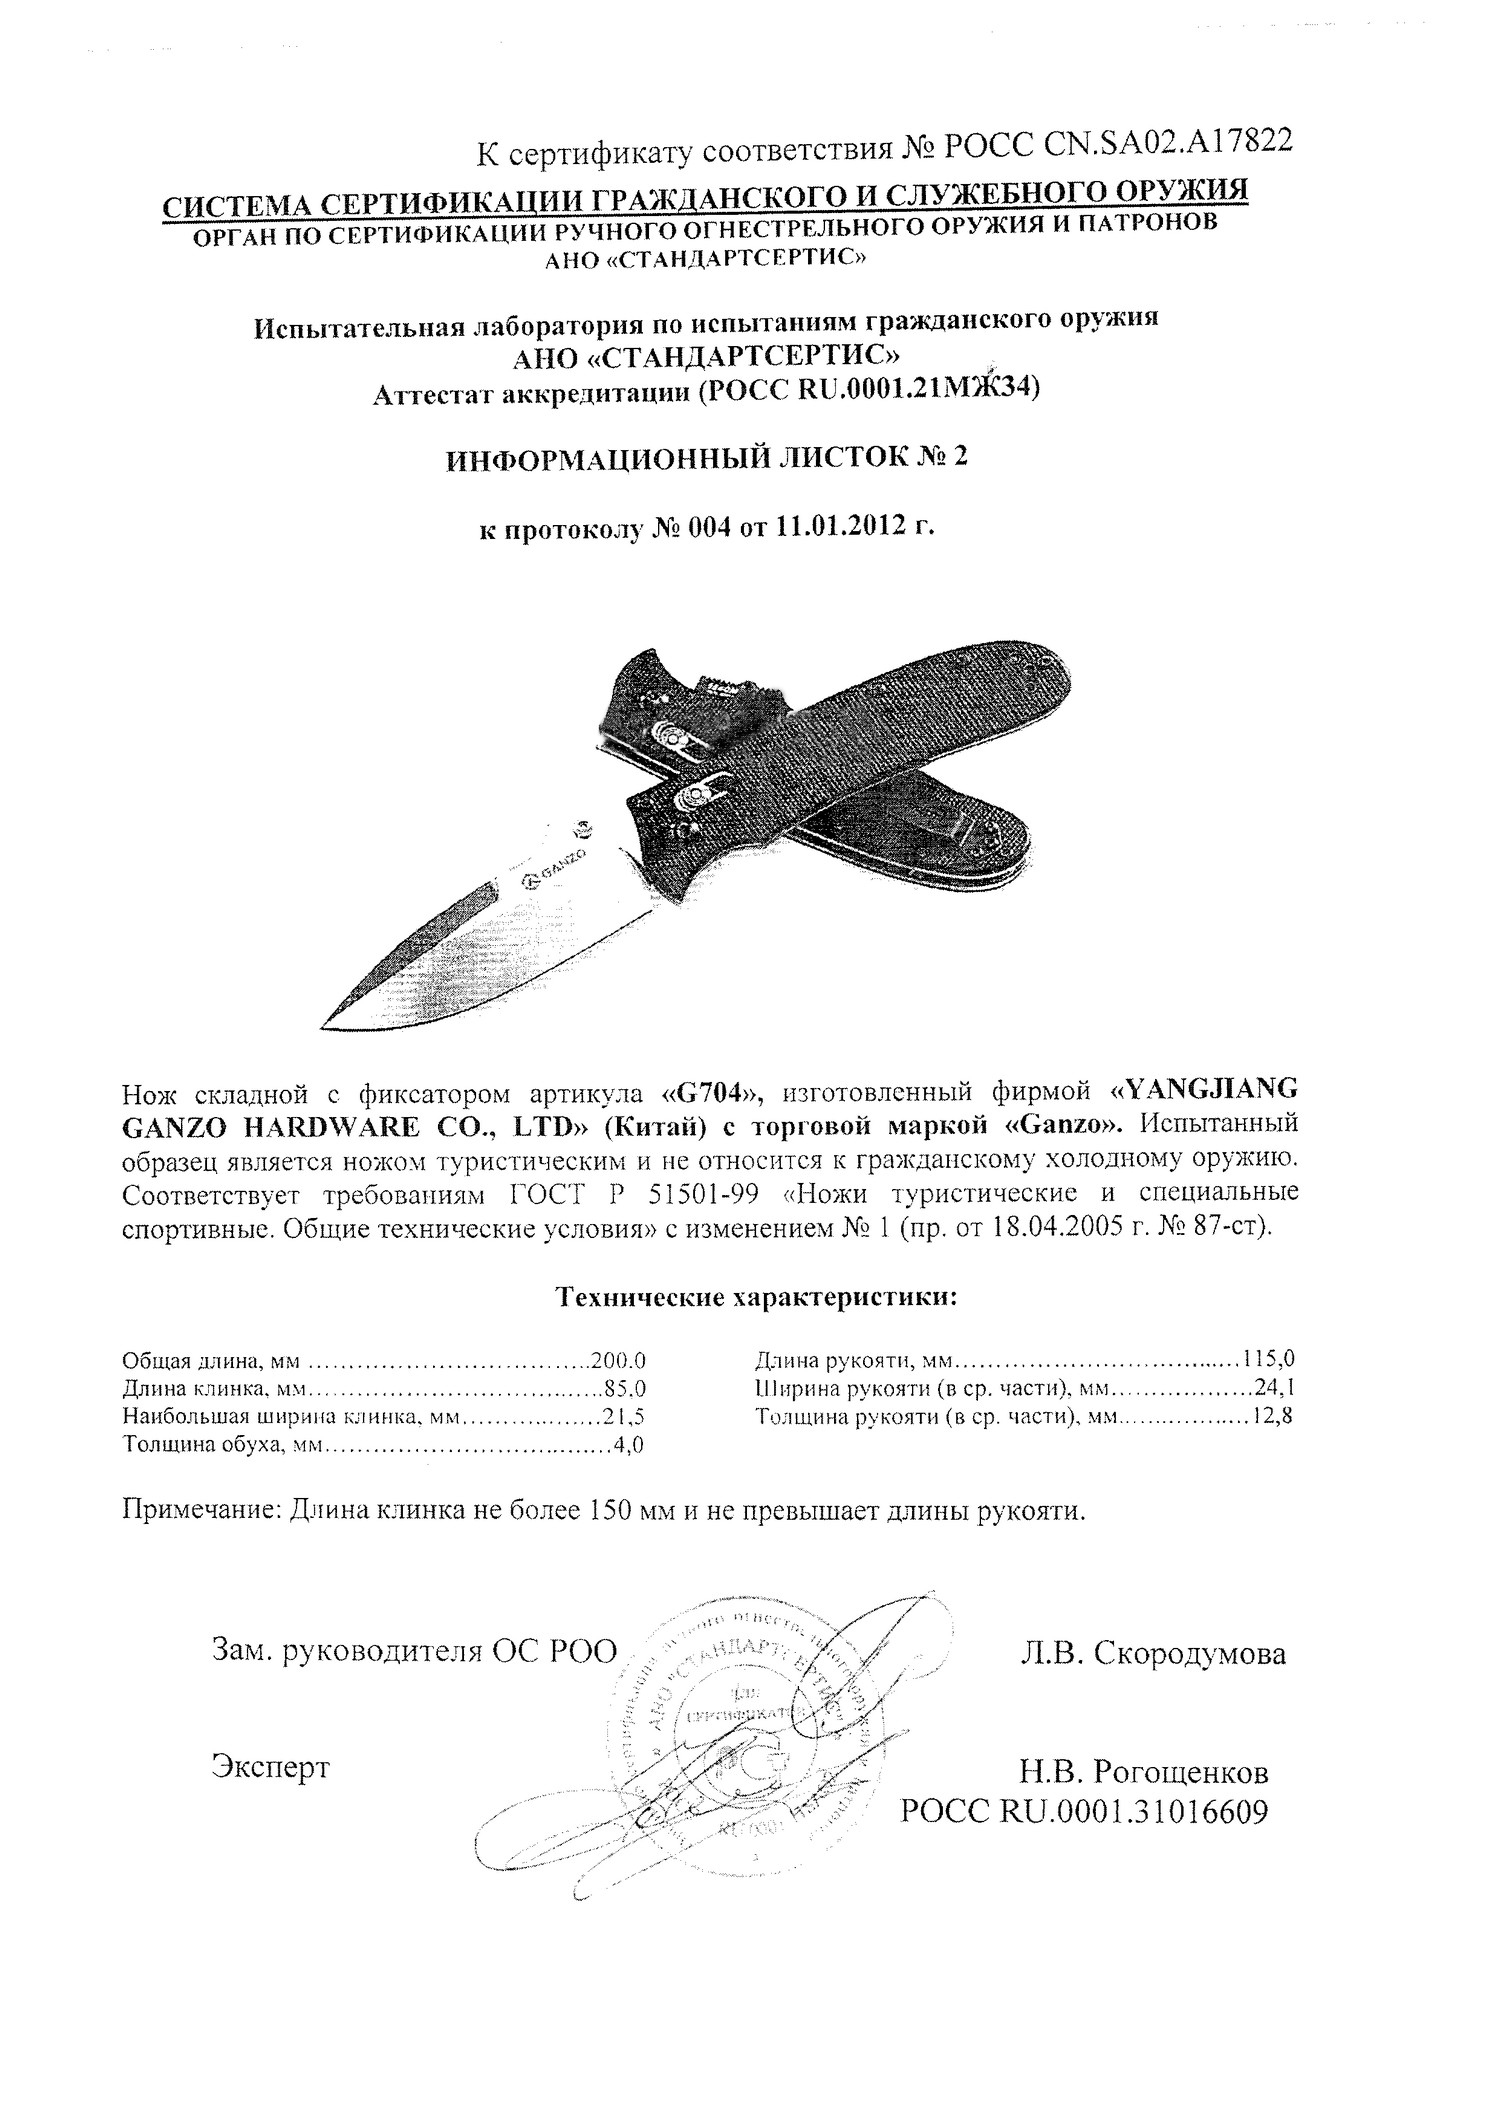 К сертификату соответствия № РОСС CN.SA02.A17822
СИСТЕМА СЕРТИФИКАЦИИ ГРАЖДАНСКОГО И СЛУЖЕБНОГО ОРУЖИЯ
ОРГАН ПО СЕРТИФИКАЦИИ РУЧНОГО ОГНЕСТРЕЛЬНОГО ОРУЖИЯ И ПАТРОНОВ
АНО «СТАНДАРТСЕРТИС»
Испытательная лаборатория по испытаниям гражданского оружия
АНО «СТАНДАРТСЕРТИС»
Аттестат аккредитации (РОСС RU.0001.21МЖ34)
ИНФОРМАЦИОННЫЙ ЛИСТОК № 2
к протоколу № 004 от 11.01.2012 г.
GANZO
Нож складной с фиксатором артикула «G704», изготовленный фирмой «YANGJIANG
GANZO HARDWARE CO., LTD» (Китай) с торговой маркой «Ganzo». Испытанный
образец является ножом туристическим и не относится к гражданскому холодному оружию.
Соответствует требованиям ГОСТ Р 51501-99 «Ножи туристические и специальные
спортивные. Общие технические условия» с изменением № 1 (пр. от 18.04.2005 г. № 87-ст).
Технические характеристики:
Общая длина, мм ...................................200.0
Длина клинка, мм.....................................85,0
Наибольшая ширина клинка, мм..................21,5
Толщина обуха, мм....................................4,0
Длина рукояти, мм....................................115,0
Ширина рукояти (в ср. части), мм..................24,1
Толщина рукояти (в ср. части), мм.................12,8
Примечание: Длина клинка не более 150 мм и не превышает длины рукояти.
Зам. руководителя ОС РОО
Л.В. Скородумова
АНО "СТАНДАРТСЕРТИС"
для
СЕРТИФИКАТОВ
Эксперт
Н.В. Рогощенков
РОСС RU.0001.31016609